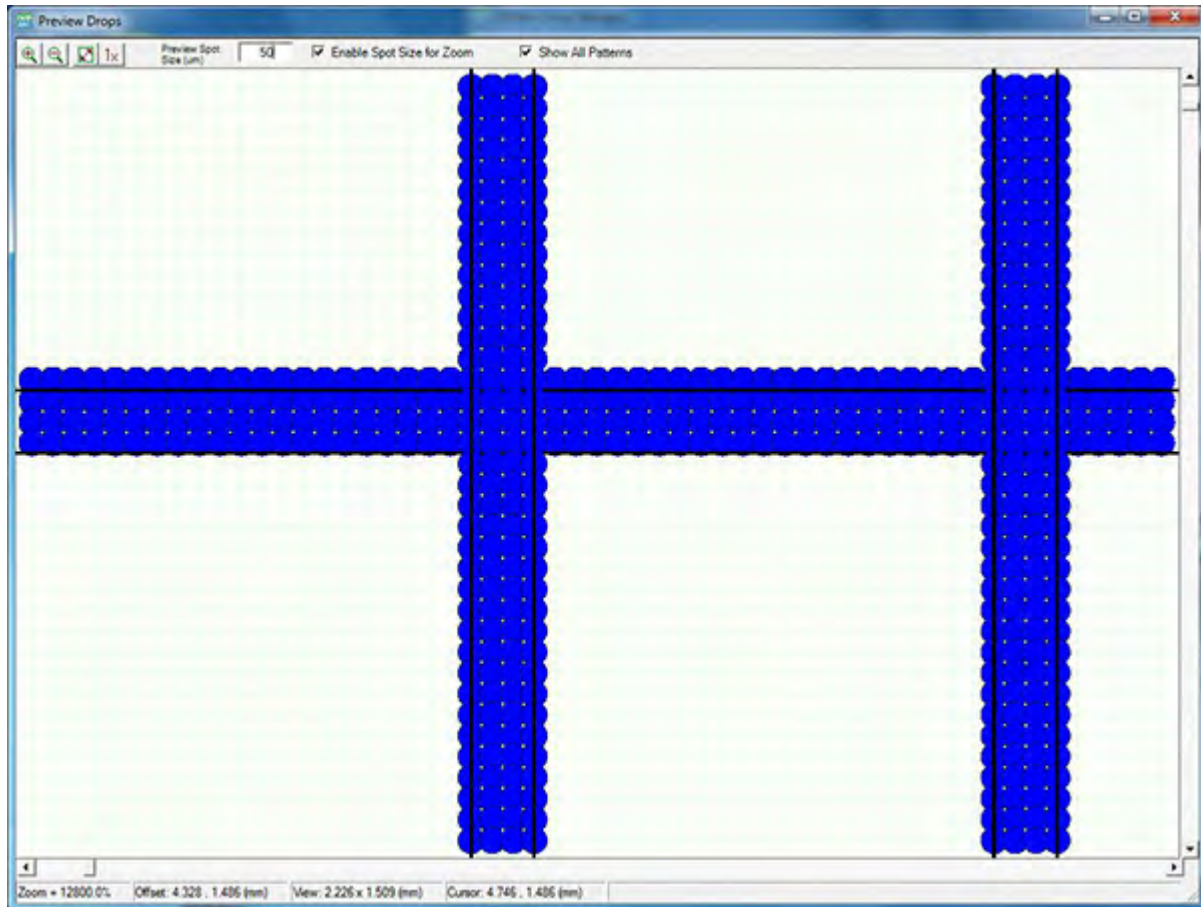 Preview Drops
1x
Preview Spot
Size (um)
50
Enable Spot Size for Zoom
Show All Patterns
Zoom = 12800.0%
Offset: 4.328 , 1.486 (mm)
View: 2.226 x 1.509 (mm)
Cursor: 4.746 , 1.486 (mm)